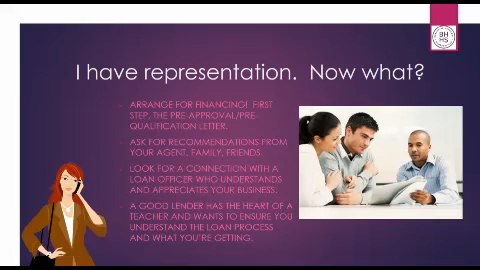 BH
HS
I have representation.  Now what?
- ARRANGE FOR FINANCING!  FIRST
STEP, THE PRE-APPROVAL/PRE-
QUALIFICATION LETTER.
- ASK FOR RECOMMENDATIONS FROM
YOUR AGENT, FAMILY, FRIENDS.
- LOOK FOR A CONNECTION WITH A
LOAN OFFICER WHO UNDERSTANDS
AND APPRECIATES YOUR BUSINESS.
- A GOOD LENDER HAS THE HEART OF A
TEACHER AND WANTS TO ENSURE YOU
UNDERSTAND THE LOAN PROCESS
AND WHAT YOU'RE GETTING.